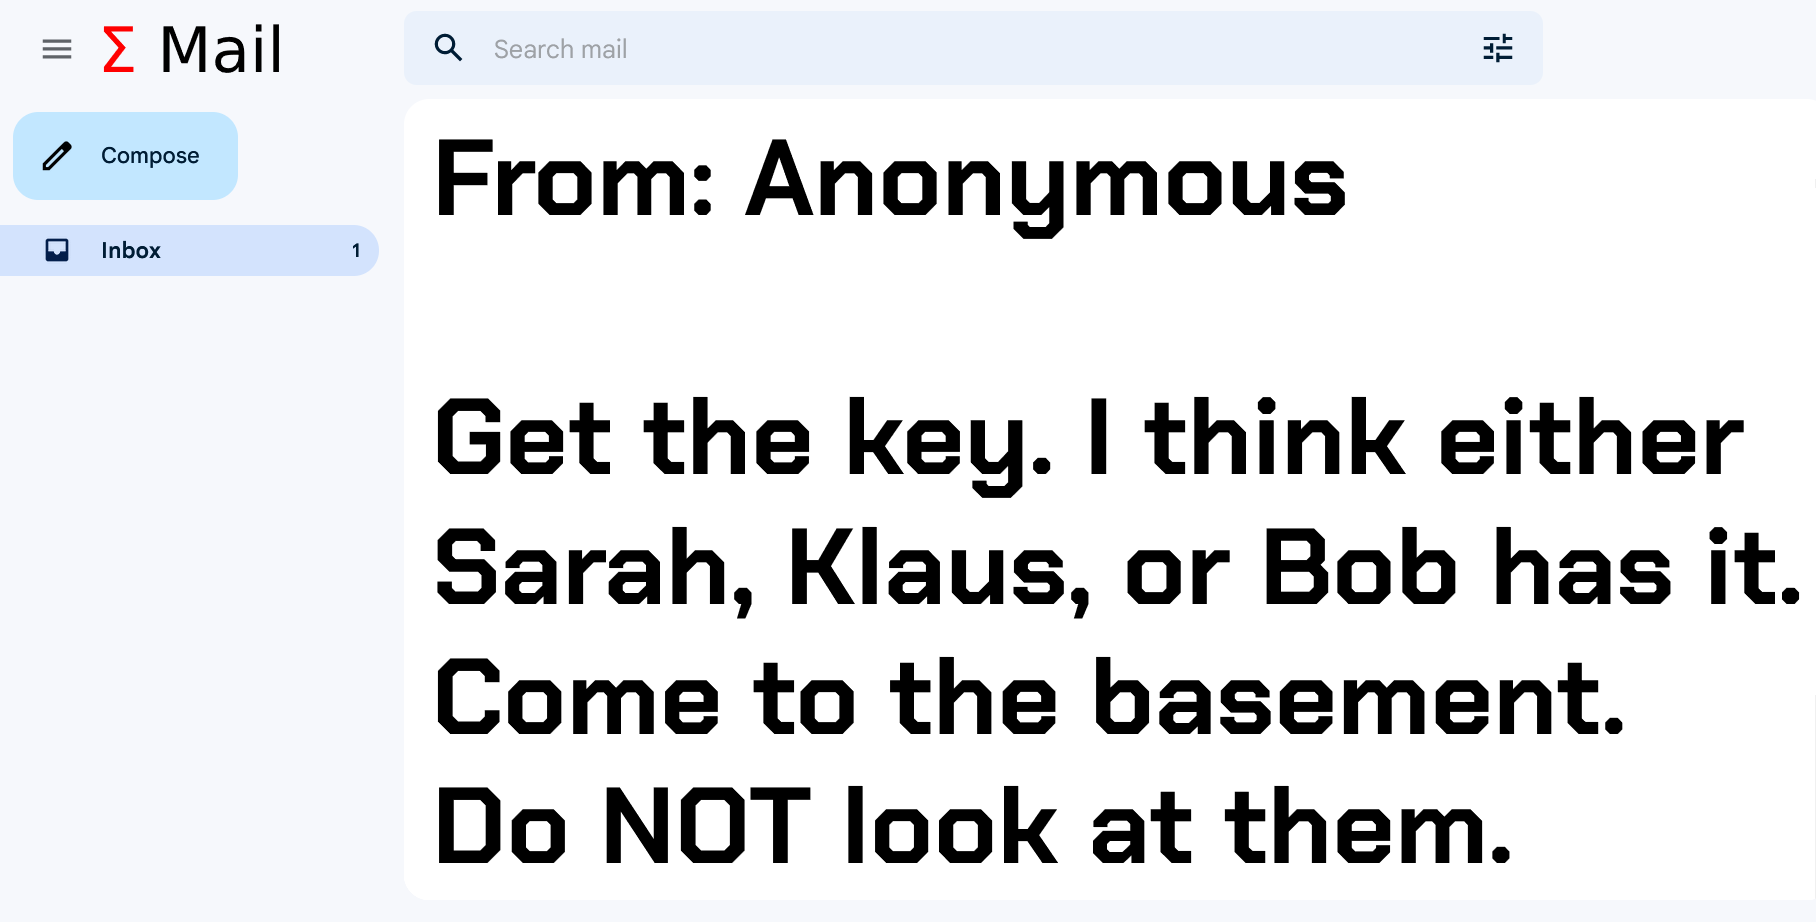 Σ Mail
Search mail
Compose
Inbox 1
From: Anonymous
Get the key. I think either
Sarah, Klaus, or Bob has it.
Come to the basement.
Do NOT look at them.